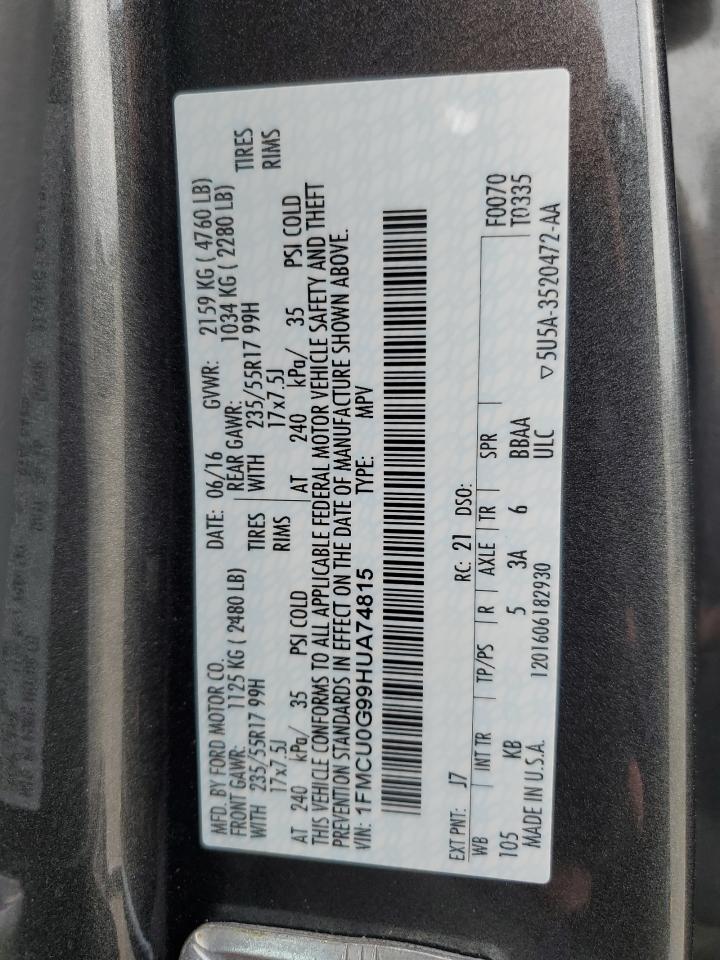 MFD. BY FORD MOTOR CO.
DATE: 06/16 GVWR: 2159 KG ( 4760 LB)
FRONT GAWR: 1125 KG ( 2480 LB) REAR GAWR: 1034 KG ( 2280 LB)
WITH 235/55R17 99H TIRES WITH 235/55R17 99H TIRES
17x7.5J RIMS 17x7.5J RIMS
AT 240 kPa/ 35 PSI COLD AT 240 kPa/ 35 PSI COLD
THIS VEHICLE CONFORMS TO ALL APPLICABLE FEDERAL MOTOR VEHICLE SAFETY AND THEFT
PREVENTION STANDARDS IN EFFECT ON THE DATE OF MANUFACTURE SHOWN ABOVE.
VIN: 1FMCU0G99HUA74815 TYPE: MPV
EXT PNT: J7 RC: 21 DSO:
WB INT TR TP/PS R AXLE TR SPR F0070
105 KB 5 3A 6 BBAA T0335
MADE IN U.S.A. 1201606182930 ULC ▽5U5A-3520472-AA